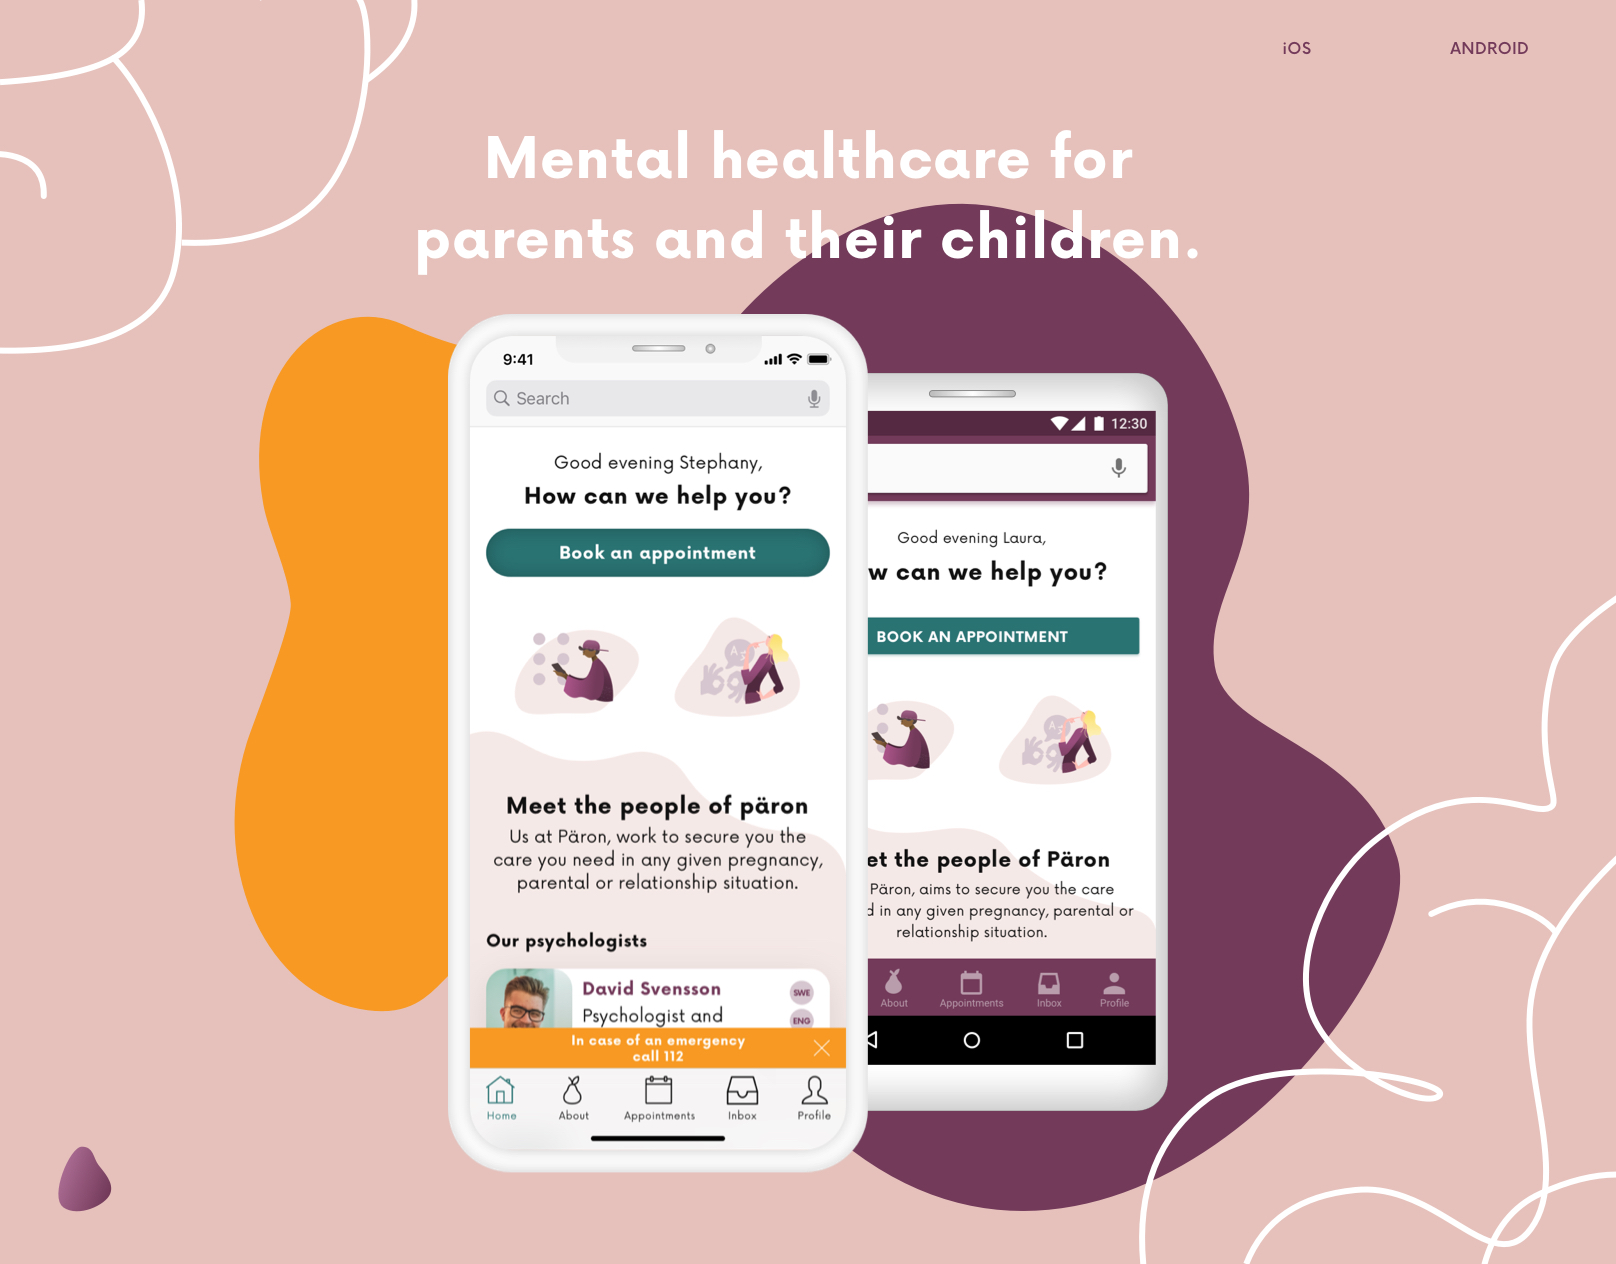 iOS
ANDROID
Mental healthcare for
parents and their children.
9:41
Search
Good evening Stephany,
How can we help you?
Book an appointment
A
Meet the people of päron
Us at Päron, work to secure you the
care you need in any given pregnancy,
parental or relationship situation.
Our psychologists
David Svensson
SWE
Psychologist and
ENG
In case of an emergency
call 112
Home
About
Appointments
Inbox
Profile
12:30
Good evening Laura,
w can we help you?
BOOK AN APPOINTMENT
A
et the people of Päron
Päron, aims to secure you the care
d in any given pregnancy, parental or
relationship situation.
About
Appointments
Inbox
Profile